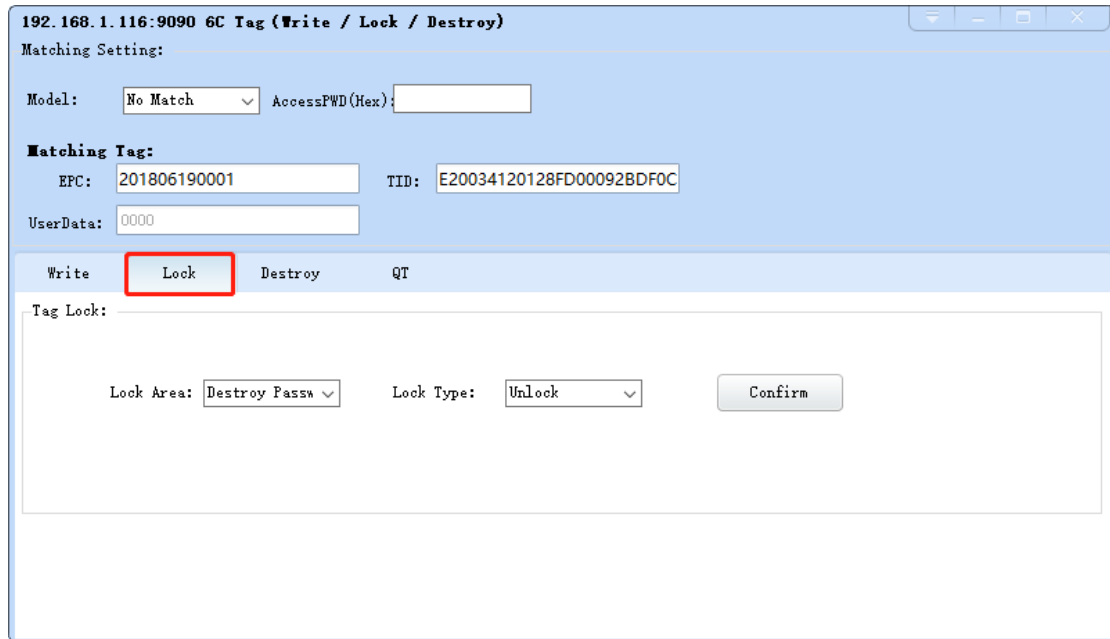 192.168.1.116:9090 6C Tag (Write / Lock / Destroy)
Matching Setting:
Model: No Match AccessPWD(Hex):
Matching Tag:
EPC: 201806190001 TID: E20034120128FD00092BDF0C
UserData: 0000
Write Lock Destroy QT
Tag Lock:
Lock Area: Destroy Passw Lock Type: Unlock Confirm